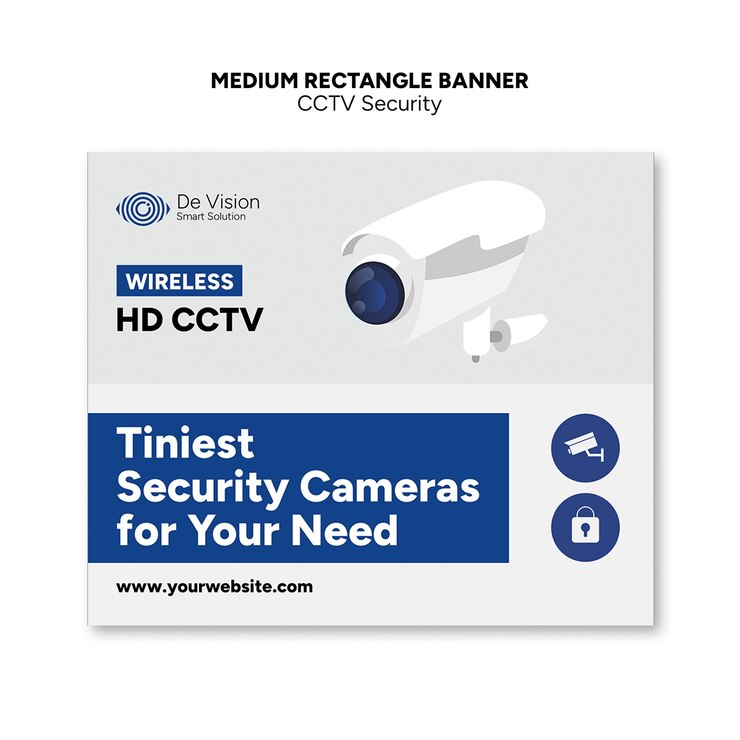 MEDIUM RECTANGLE BANNER
CCTV Security
De Vision
Smart Solution
WIRELESS
HD CCTV
Tiniest
Security Cameras
for Your Need
www.yourwebsite.com